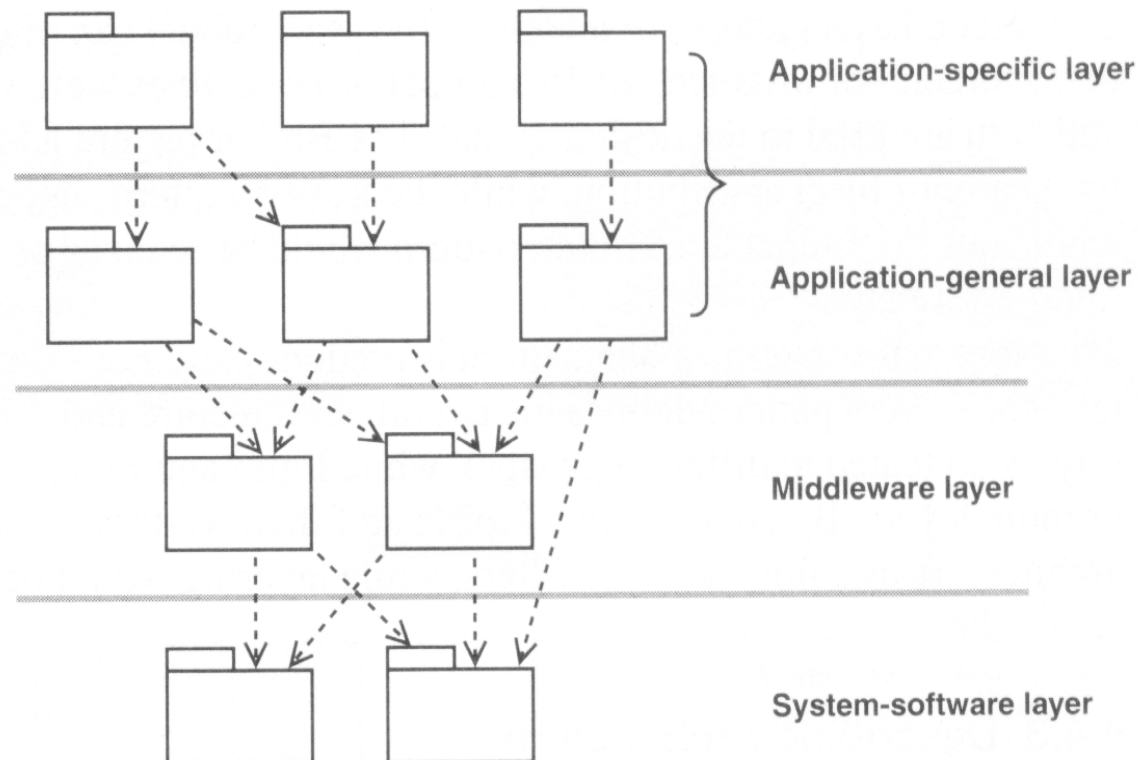 Application-specific layer
Application-general layer
Middleware layer
System-software layer